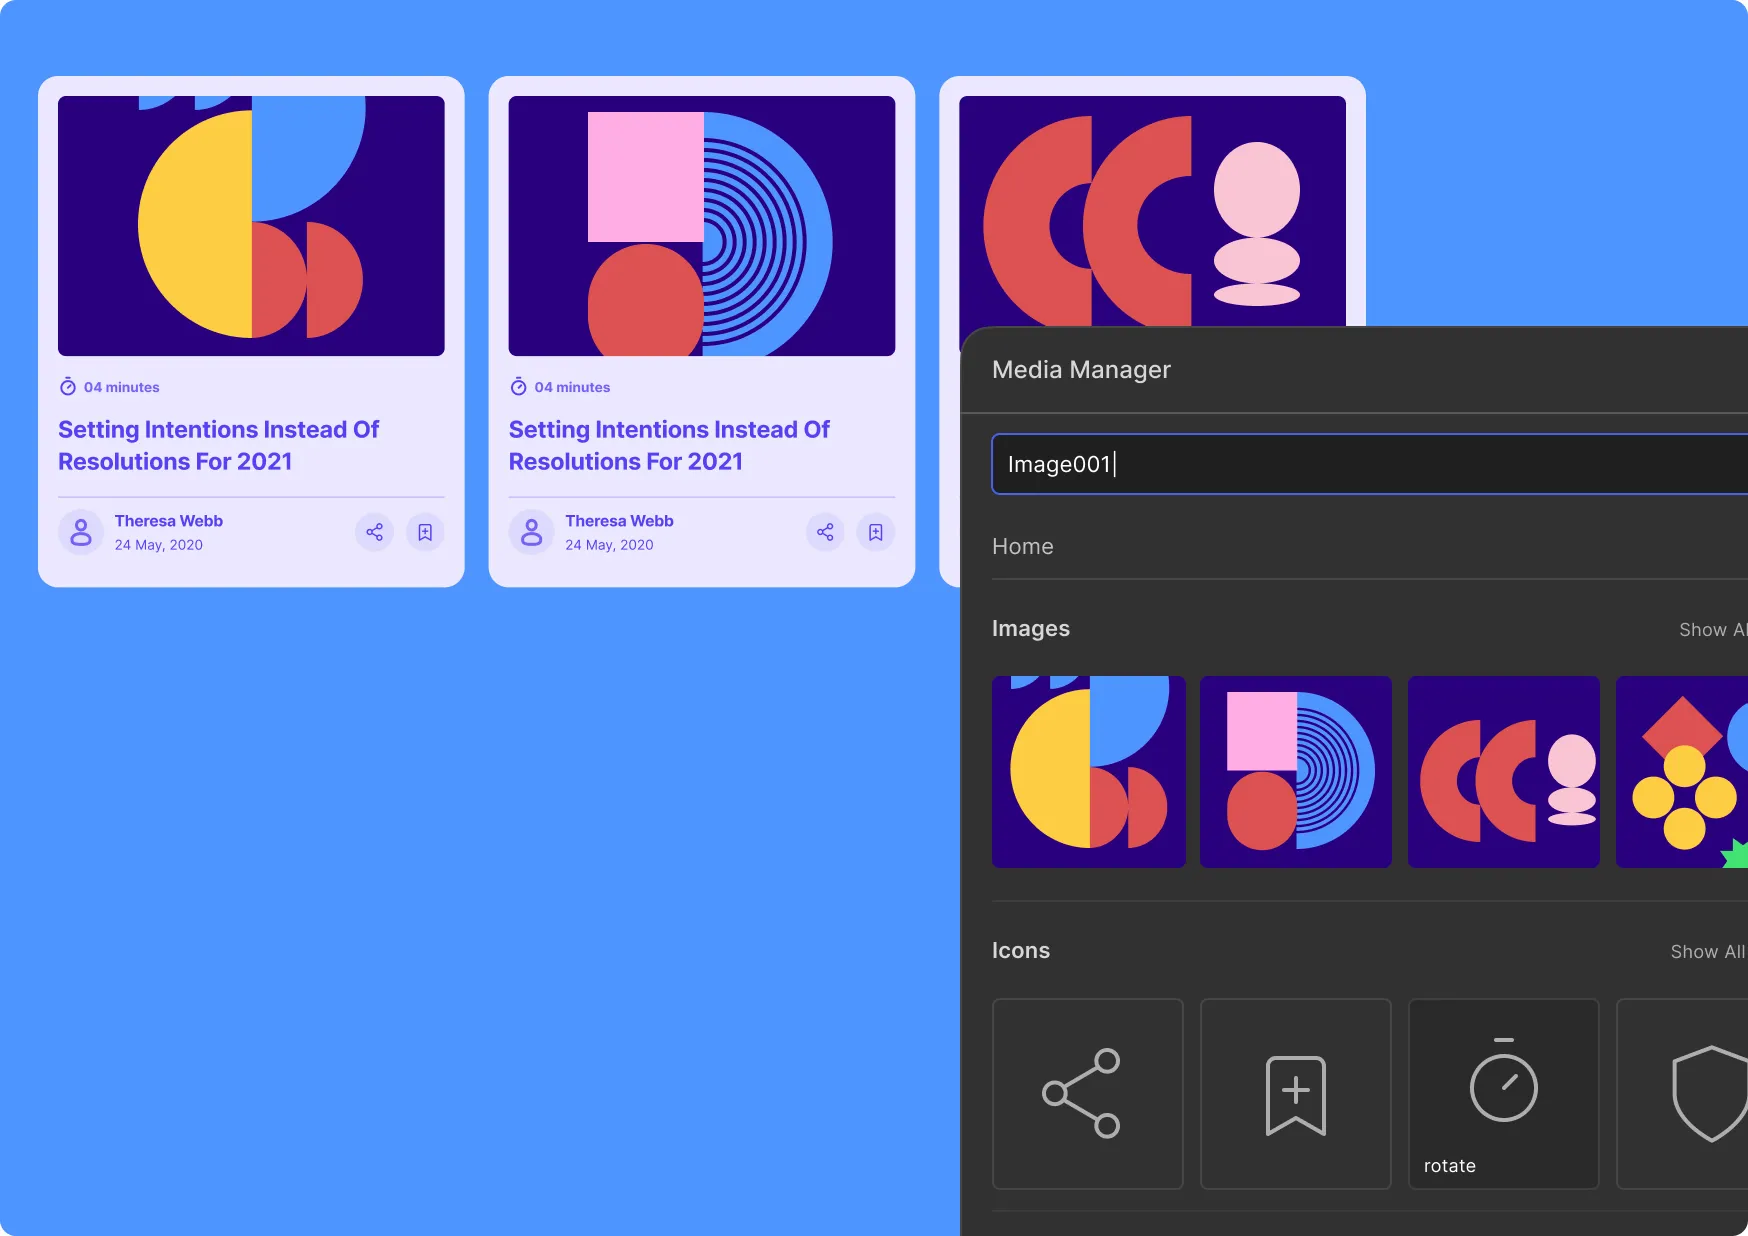 04 minutes
Setting Intentions Instead Of
Resolutions For 2021
Theresa Webb
24 May, 2020
04 minutes
Setting Intentions Instead Of
Resolutions For 2021
Theresa Webb
24 May, 2020
Media Manager
Image001
Home
Images
Show Al
Icons
Show All
rotate